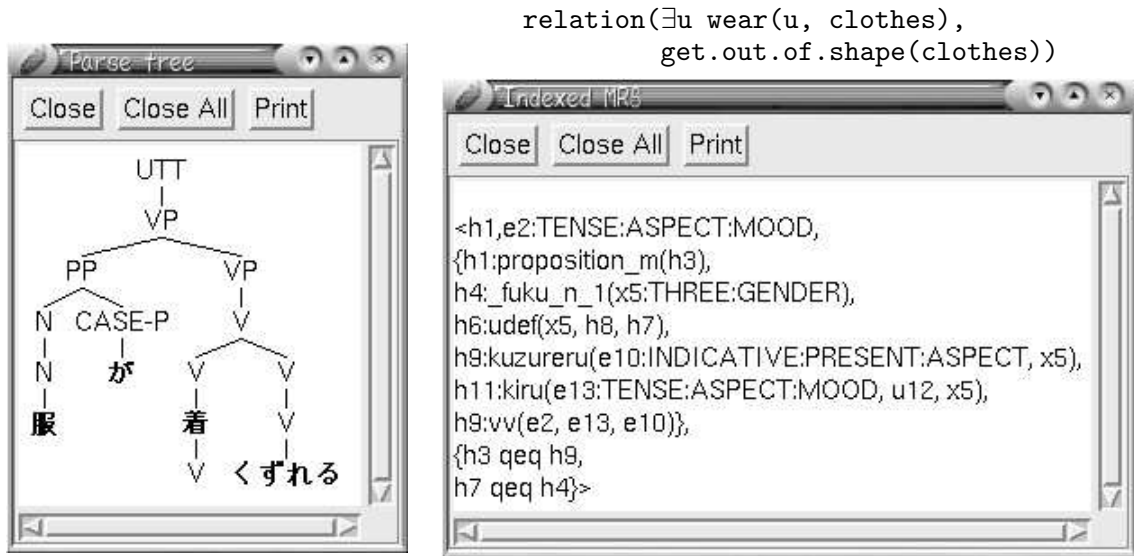 relation(∃u wear(u, clothes),
get.out.of.shape(clothes))
Parse tree
Close Close All Print
UTT
VP
PP VP
N CASE-P V
N が V V
服 着 V
V くずれる
Indexed MRS
Close Close All Print
<h1,e2:TENSE:ASPECT:MOOD,
{h1:proposition_m(h3),
h4:_fuku_n_1(x5:THREE:GENDER),
h6:udef(x5, h8, h7),
h9:kuzureru(e10:INDICATIVE:PRESENT:ASPECT, x5),
h11:kiru(e13:TENSE:ASPECT:MOOD, u12, x5),
h9:vv(e2, e13, e10)},
{h3 qeq h9,
h7 qeq h4}>